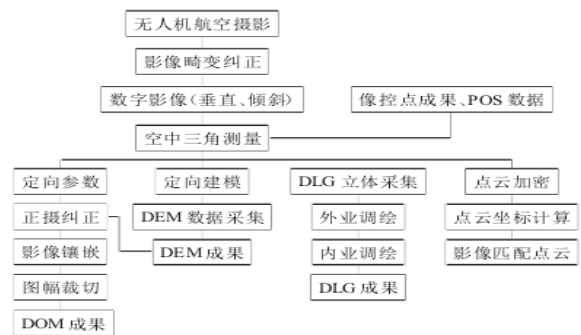 无人机航空摄影
影像畸变纠正
数字影像(垂直、倾斜)
像控点成果、POS 数据
空中三角测量
定向参数
定向建模
DLG 立体采集
点云加密
正摄纠正
DEM 数据采集
外业调绘
点云坐标计算
影像镶嵌
DEM 成果
内业调绘
影像匹配点云
图幅裁切
DLG 成果
DOM 成果